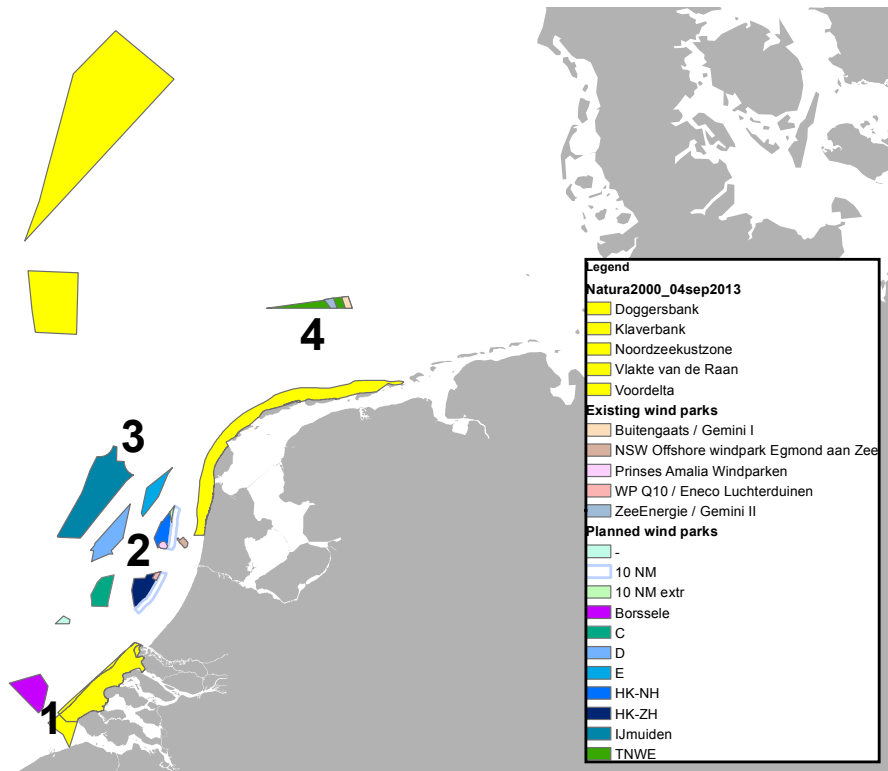 4
3
2
1
Legend
Natura2000_04sep2013
Doggersbank
Klaverbank
Noordzeekustzone
Vlakte van de Raan
Voordelta
Existing wind parks
Buitengaats / Gemini I
NSW Offshore windpark Egmond aan Zee
Prinses Amalia Windparken
WP Q10 / Eneco Luchterduinen
ZeeEnergie / Gemini II
Planned wind parks
-
10 NM
10 NM extr
Borssele
C
D
E
HK-NH
HK-ZH
IJmuiden
TNWE